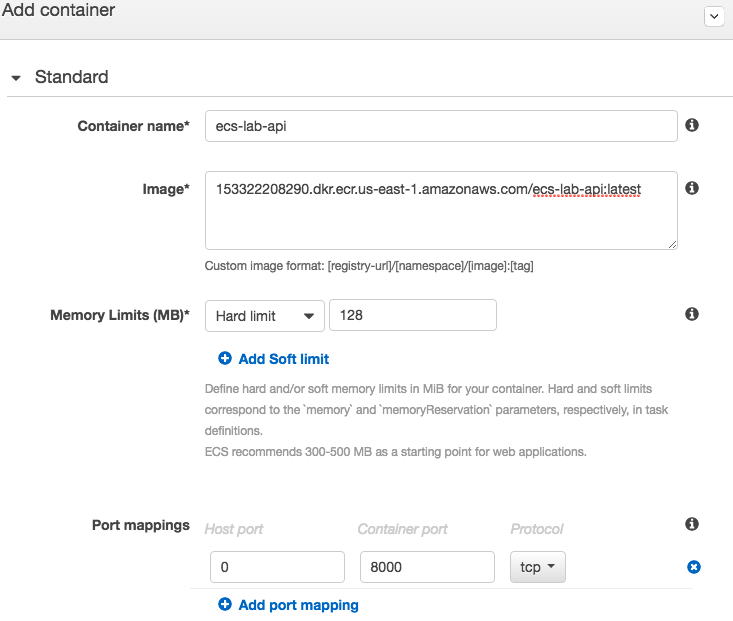 Add container
Standard
Container name*
ecs-lab-api
Image*
153322208290.dkr.ecr.us-east-1.amazonaws.com/ecs-lab-api:latest
Custom image format: [registry-url]/[namespace]/[image]:[tag]
Memory Limits (MB)*
Hard limit
128
Add Soft limit
Define hard and/or soft memory limits in MiB for your container. Hard and soft limits
correspond to the `memory` and `memoryReservation` parameters, respectively, in task
definitions.
ECS recommends 300-500 MB as a starting point for web applications.
Port mappings
Host port
Container port
Protocol
0
8000
tcp
Add port mapping